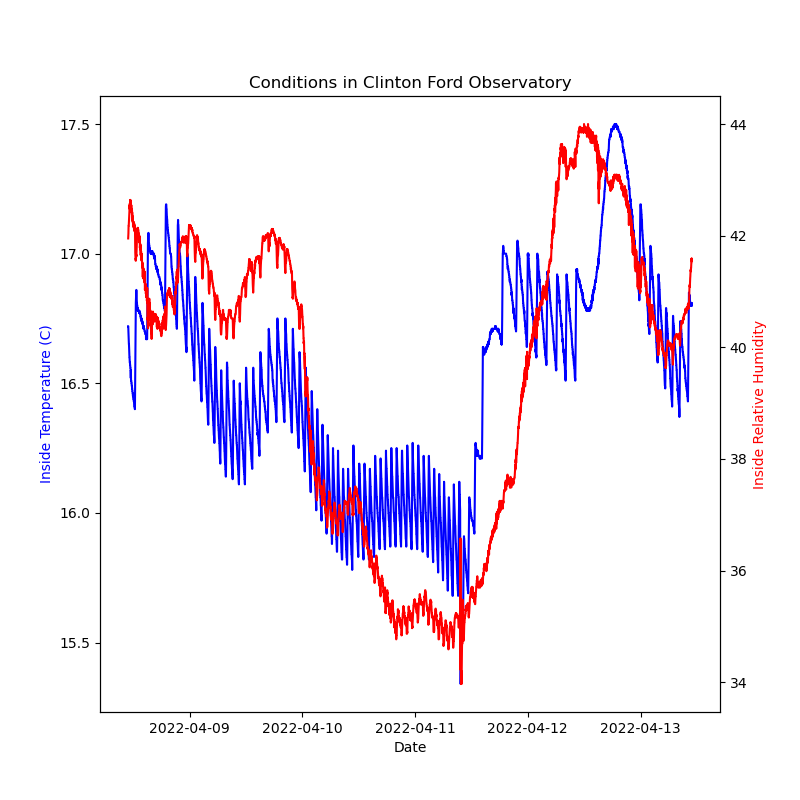 Conditions in Clinton Ford Observatory
17.5
17.0
16.5
16.0
15.5
Inside Temperature (C)
44
42
40
38
36
34
Inside Relative Humidity
2022-04-09 2022-04-10 2022-04-11 2022-04-12 2022-04-13
Date